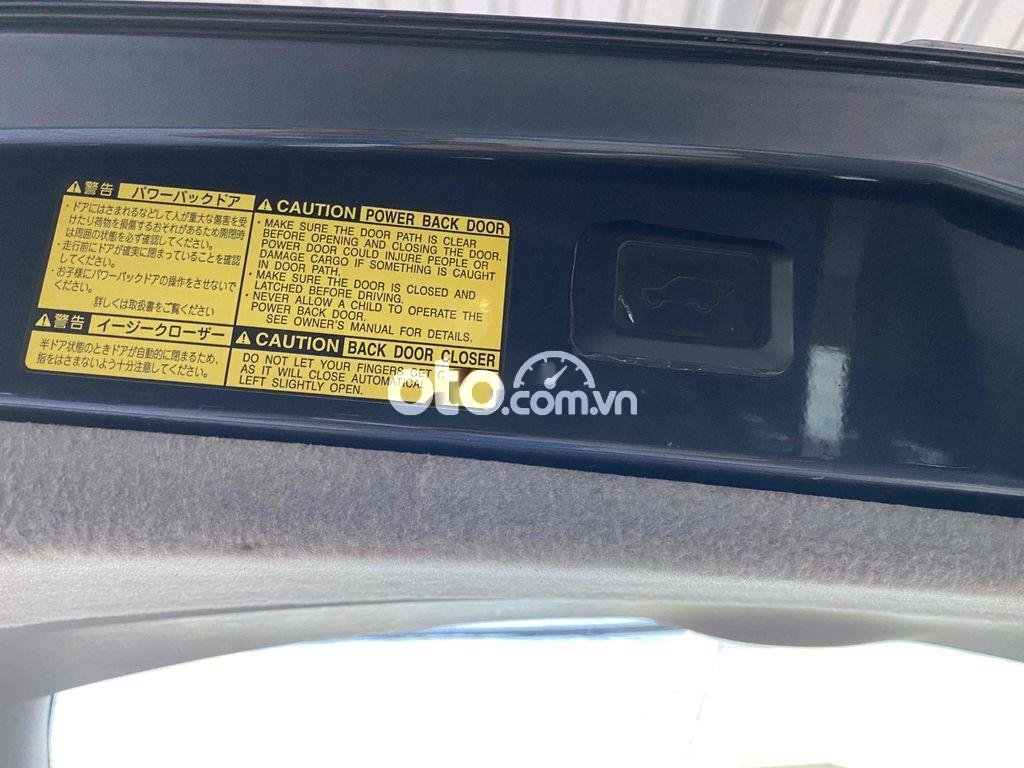 警告 パワーバックドア
・ドアにはさまれるなどして人が重大な傷害を受
けたり荷物を損傷するおそれがあるため開閉時
は周囲の状態を必ず確認してください。
・走行前にドアが確実に閉まっていることを確認
してください。
・お子様にパワーバックドアの操作をさせないで
ください。
詳しくは取扱書をご覧ください
警告 イージークローザー
半ドア状態のときドアが自動的に閉まるため、
指をはさまないよう十分注意してください。
CAUTION POWER BACK DOOR
・MAKE SURE THE DOOR PATH IS CLEAR
BEFORE OPENING AND CLOSING THE DOOR.
POWER DOOR COULD INJURE PEOPLE OR
DAMAGE CARGO IF SOMETHING IS CAUGHT
IN DOOR PATH.
・MAKE SURE THE DOOR IS CLOSED AND
LATCHED BEFORE DRIVING.
・NEVER ALLOW A CHILD TO OPERATE THE
POWER BACK DOOR.
SEE OWNER'S MANUAL FOR DETAILS.
CAUTION BACK DOOR CLOSER
DO NOT LET YOUR FINGERS GET
AS IT WILL CLOSE
LEFT SLIGHTLY OPEN.
oto.com.vn